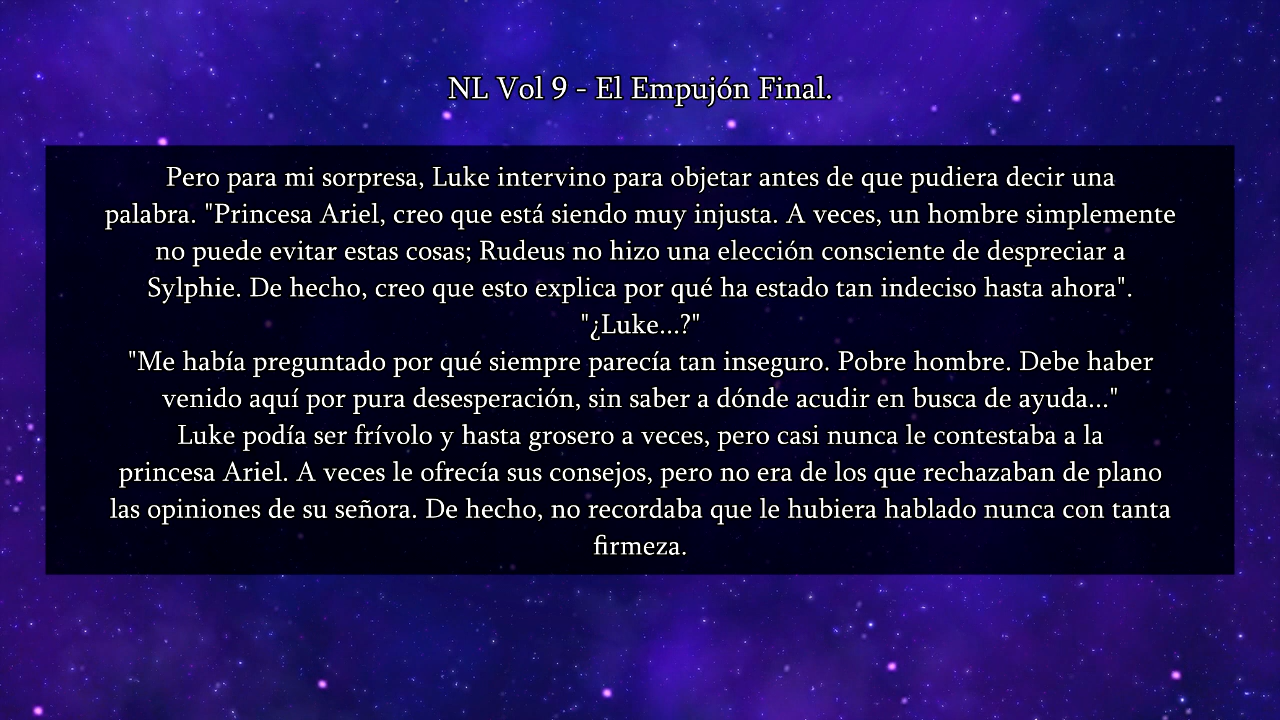 NL Vol 9 - El Empujón Final.
Pero para mi sorpresa, Luke intervino para objetar antes de que pudiera decir una
palabra. "Princesa Ariel, creo que está siendo muy injusta. A veces, un hombre simplemente
no puede evitar estas cosas; Rudeus no hizo una elección consciente de despreciar a
Sylphie. De hecho, creo que esto explica por qué ha estado tan indeciso hasta ahora".
"¿Luke...?"
"Me había preguntado por qué siempre parecía tan inseguro. Pobre hombre. Debe haber
venido aquí por pura desesperación, sin saber a dónde acudir en busca de ayuda..."
Luke podía ser frívolo y hasta grosero a veces, pero casi nunca le contestaba a la
princesa Ariel. A veces le ofrecía sus consejos, pero no era de los que rechazaban de plano
las opiniones de su señora. De hecho, no recordaba que le hubiera hablado nunca con tanta
firmeza.